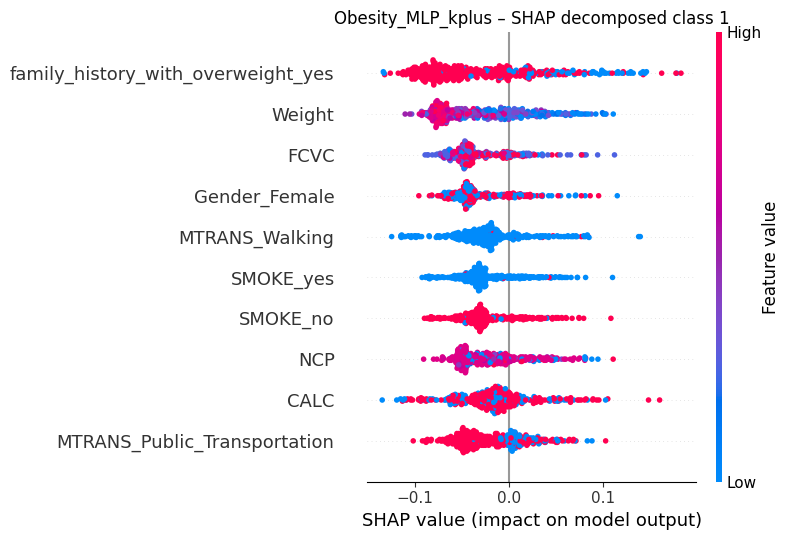 Obesity_MLP_kplus – SHAP decomposed class 1
High
family_history_with_overweight_yes
Weight
FCVC
Gender_Female
MTRANS_Walking
SMOKE_yes
SMOKE_no
NCP
CALC
MTRANS_Public_Transportation
Feature value
Low
−0.1
0.0
0.1
SHAP value (impact on model output)